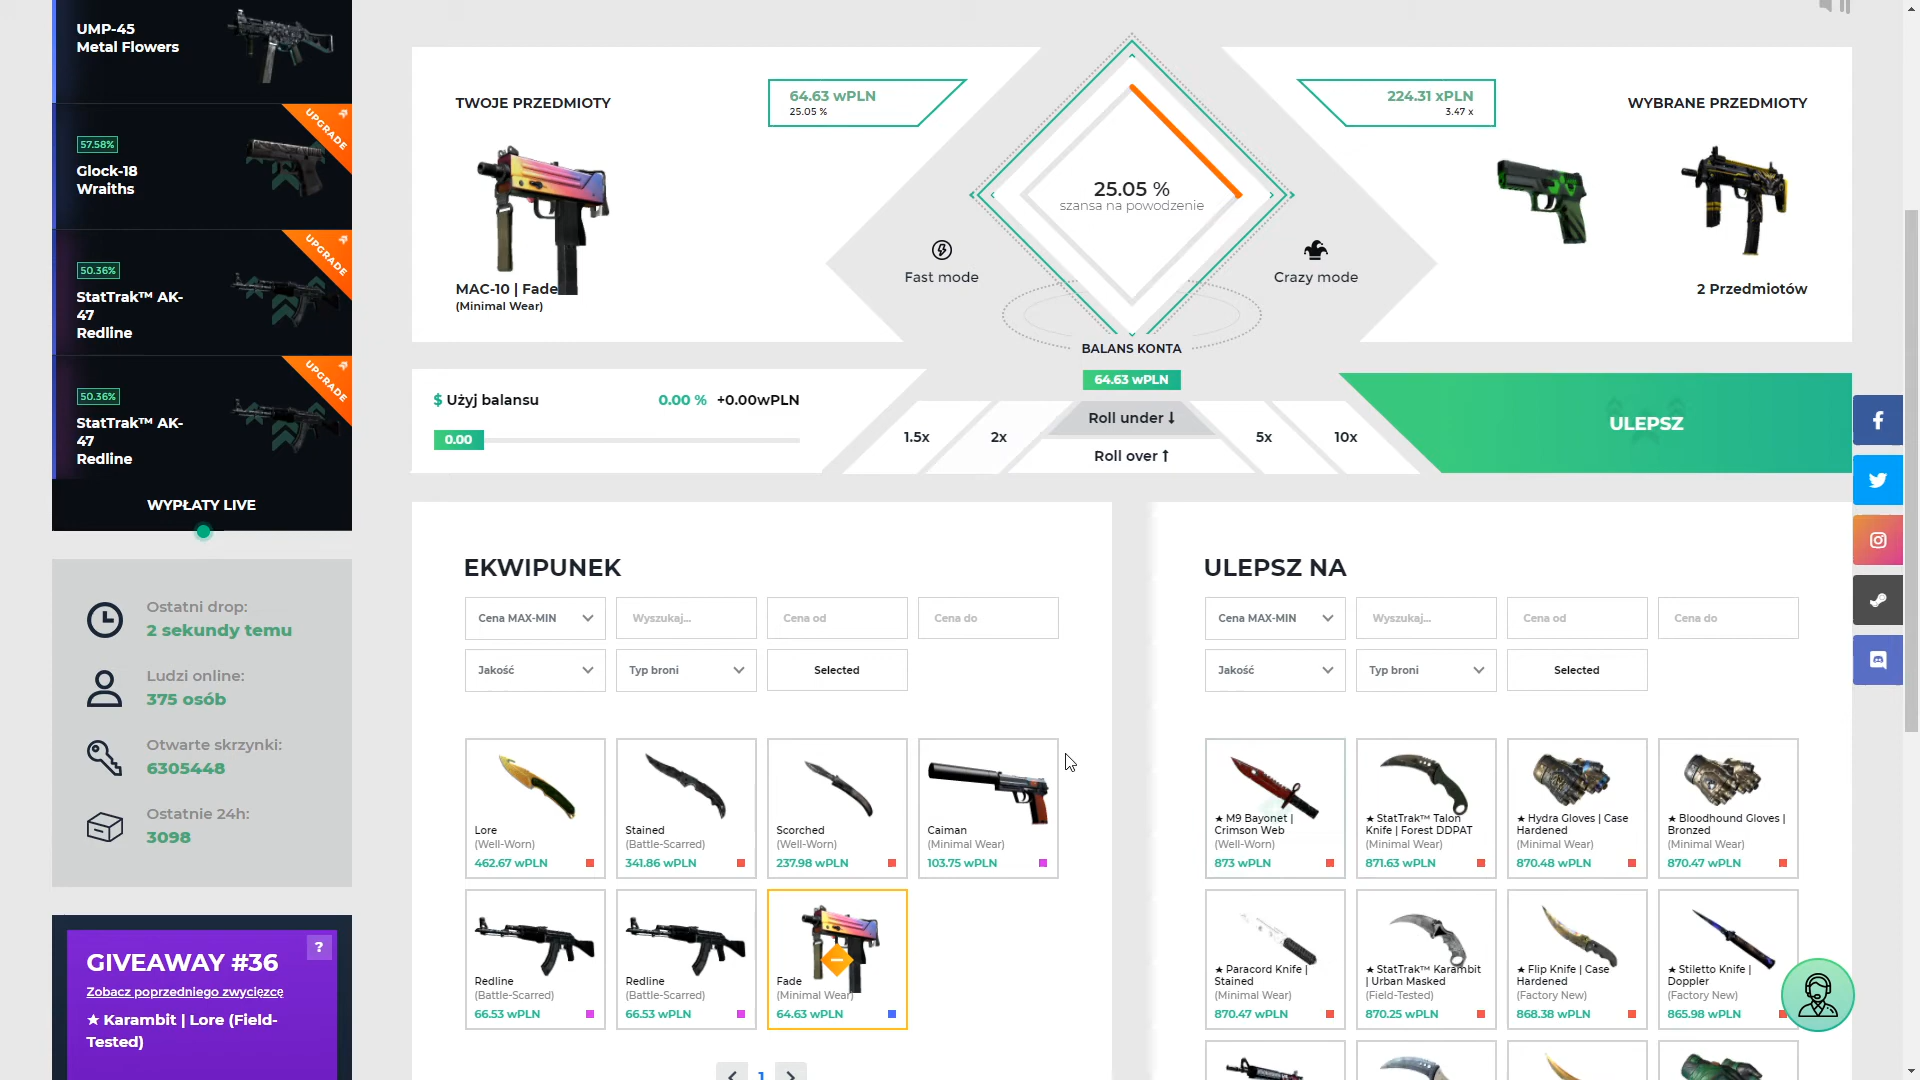 UMP-45
Metal Flowers
UPGRADE
57.58%
Glock-18
Wraiths
UPGRADE
50.36%
StatTrak™ AK-
47
Redline
UPGRADE
50.36%
StatTrak™ AK-
47
Redline
WYPŁATY LIVE
Ostatni drop:
2 sekundy temu
Ludzi online:
375 osób
Otwarte skrzynki:
6305448
Ostatnie 24h:
3098
GIVEAWAY #36
?
Zobacz poprzedniego zwycięzcę
★ Karambit | Lore (Field-
Tested)
TWOJE PRZEDMIOTY
64.63 wPLN
25.05 %
MAC-10 | Fade
(Minimal Wear)
25.05 %
szansa na powodzenie
Fast mode
Crazy mode
224.31 xPLN
3.47 x
WYBRANE PRZEDMIOTY
2 Przedmiotów
BALANS KONTA
64.63 wPLN
$ Użyj balansu
0.00 % +0.00wPLN
0.00
1.5x
2x
Roll under ↓
Roll over ↑
5x
10x
ULEPSZ
EKWIPUNEK
Cena MAX-MIN
Wyszukaj...
Cena od
Cena do
Jakość
Typ broni
Selected
Lore
(Well-Worn)
462.67 wPLN
Stained
(Battle-Scarred)
341.86 wPLN
Scorched
(Well-Worn)
237.98 wPLN
Caiman
(Minimal Wear)
103.75 wPLN
Redline
(Battle-Scarred)
66.53 wPLN
Redline
(Battle-Scarred)
66.53 wPLN
Fade
(Minimal Wear)
64.63 wPLN
1
ULEPSZ NA
Cena MAX-MIN
Wyszukaj...
Cena od
Cena do
Jakość
Typ broni
Selected
★ M9 Bayonet |
Crimson Web
(Well-Worn)
873 wPLN
★ StatTrak™ Talon
Knife | Forest DDPAT
(Minimal Wear)
871.63 wPLN
★ Hydra Gloves | Case
Hardened
(Minimal Wear)
870.48 wPLN
★ Bloodhound Gloves |
Bronzed
(Minimal Wear)
870.47 wPLN
★ Paracord Knife |
Stained
(Minimal Wear)
870.47 wPLN
★ StatTrak™ Karambit
| Urban Masked
(Field-Tested)
870.25 wPLN
★ Flip Knife | Case
Hardened
(Factory New)
868.38 wPLN
★ Stiletto Knife |
Doppler
(Factory New)
865.98 wPLN